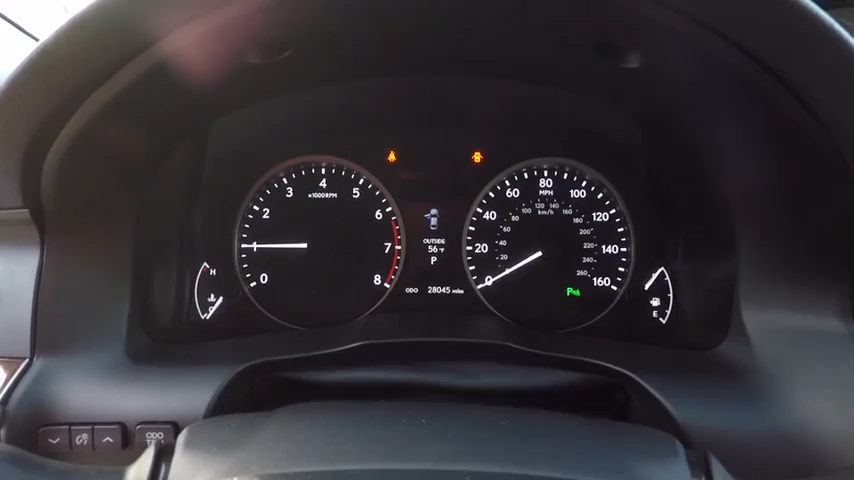 0 1 2 3 4 5 6 7 8
x1000RPM
H
C
OUTSIDE
56°F
P
ODO 28045 miles
0 20 40 60 80 100 120 140 160
MPH
km/h
20 40 60 80 100 120 140 160 180 200 220 240 260
P
E
ODO